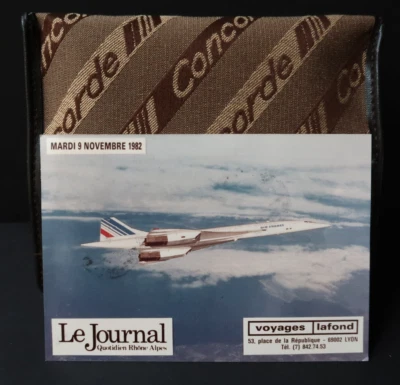 Concorde
Concorde
Concorde
MARDI 9 NOVEMBRE 1982
Le Journal
Quotidien Rhône Alpes
voyages lafond
53, place de la République - 69002 LYON
Tél. (7) 842.74.53